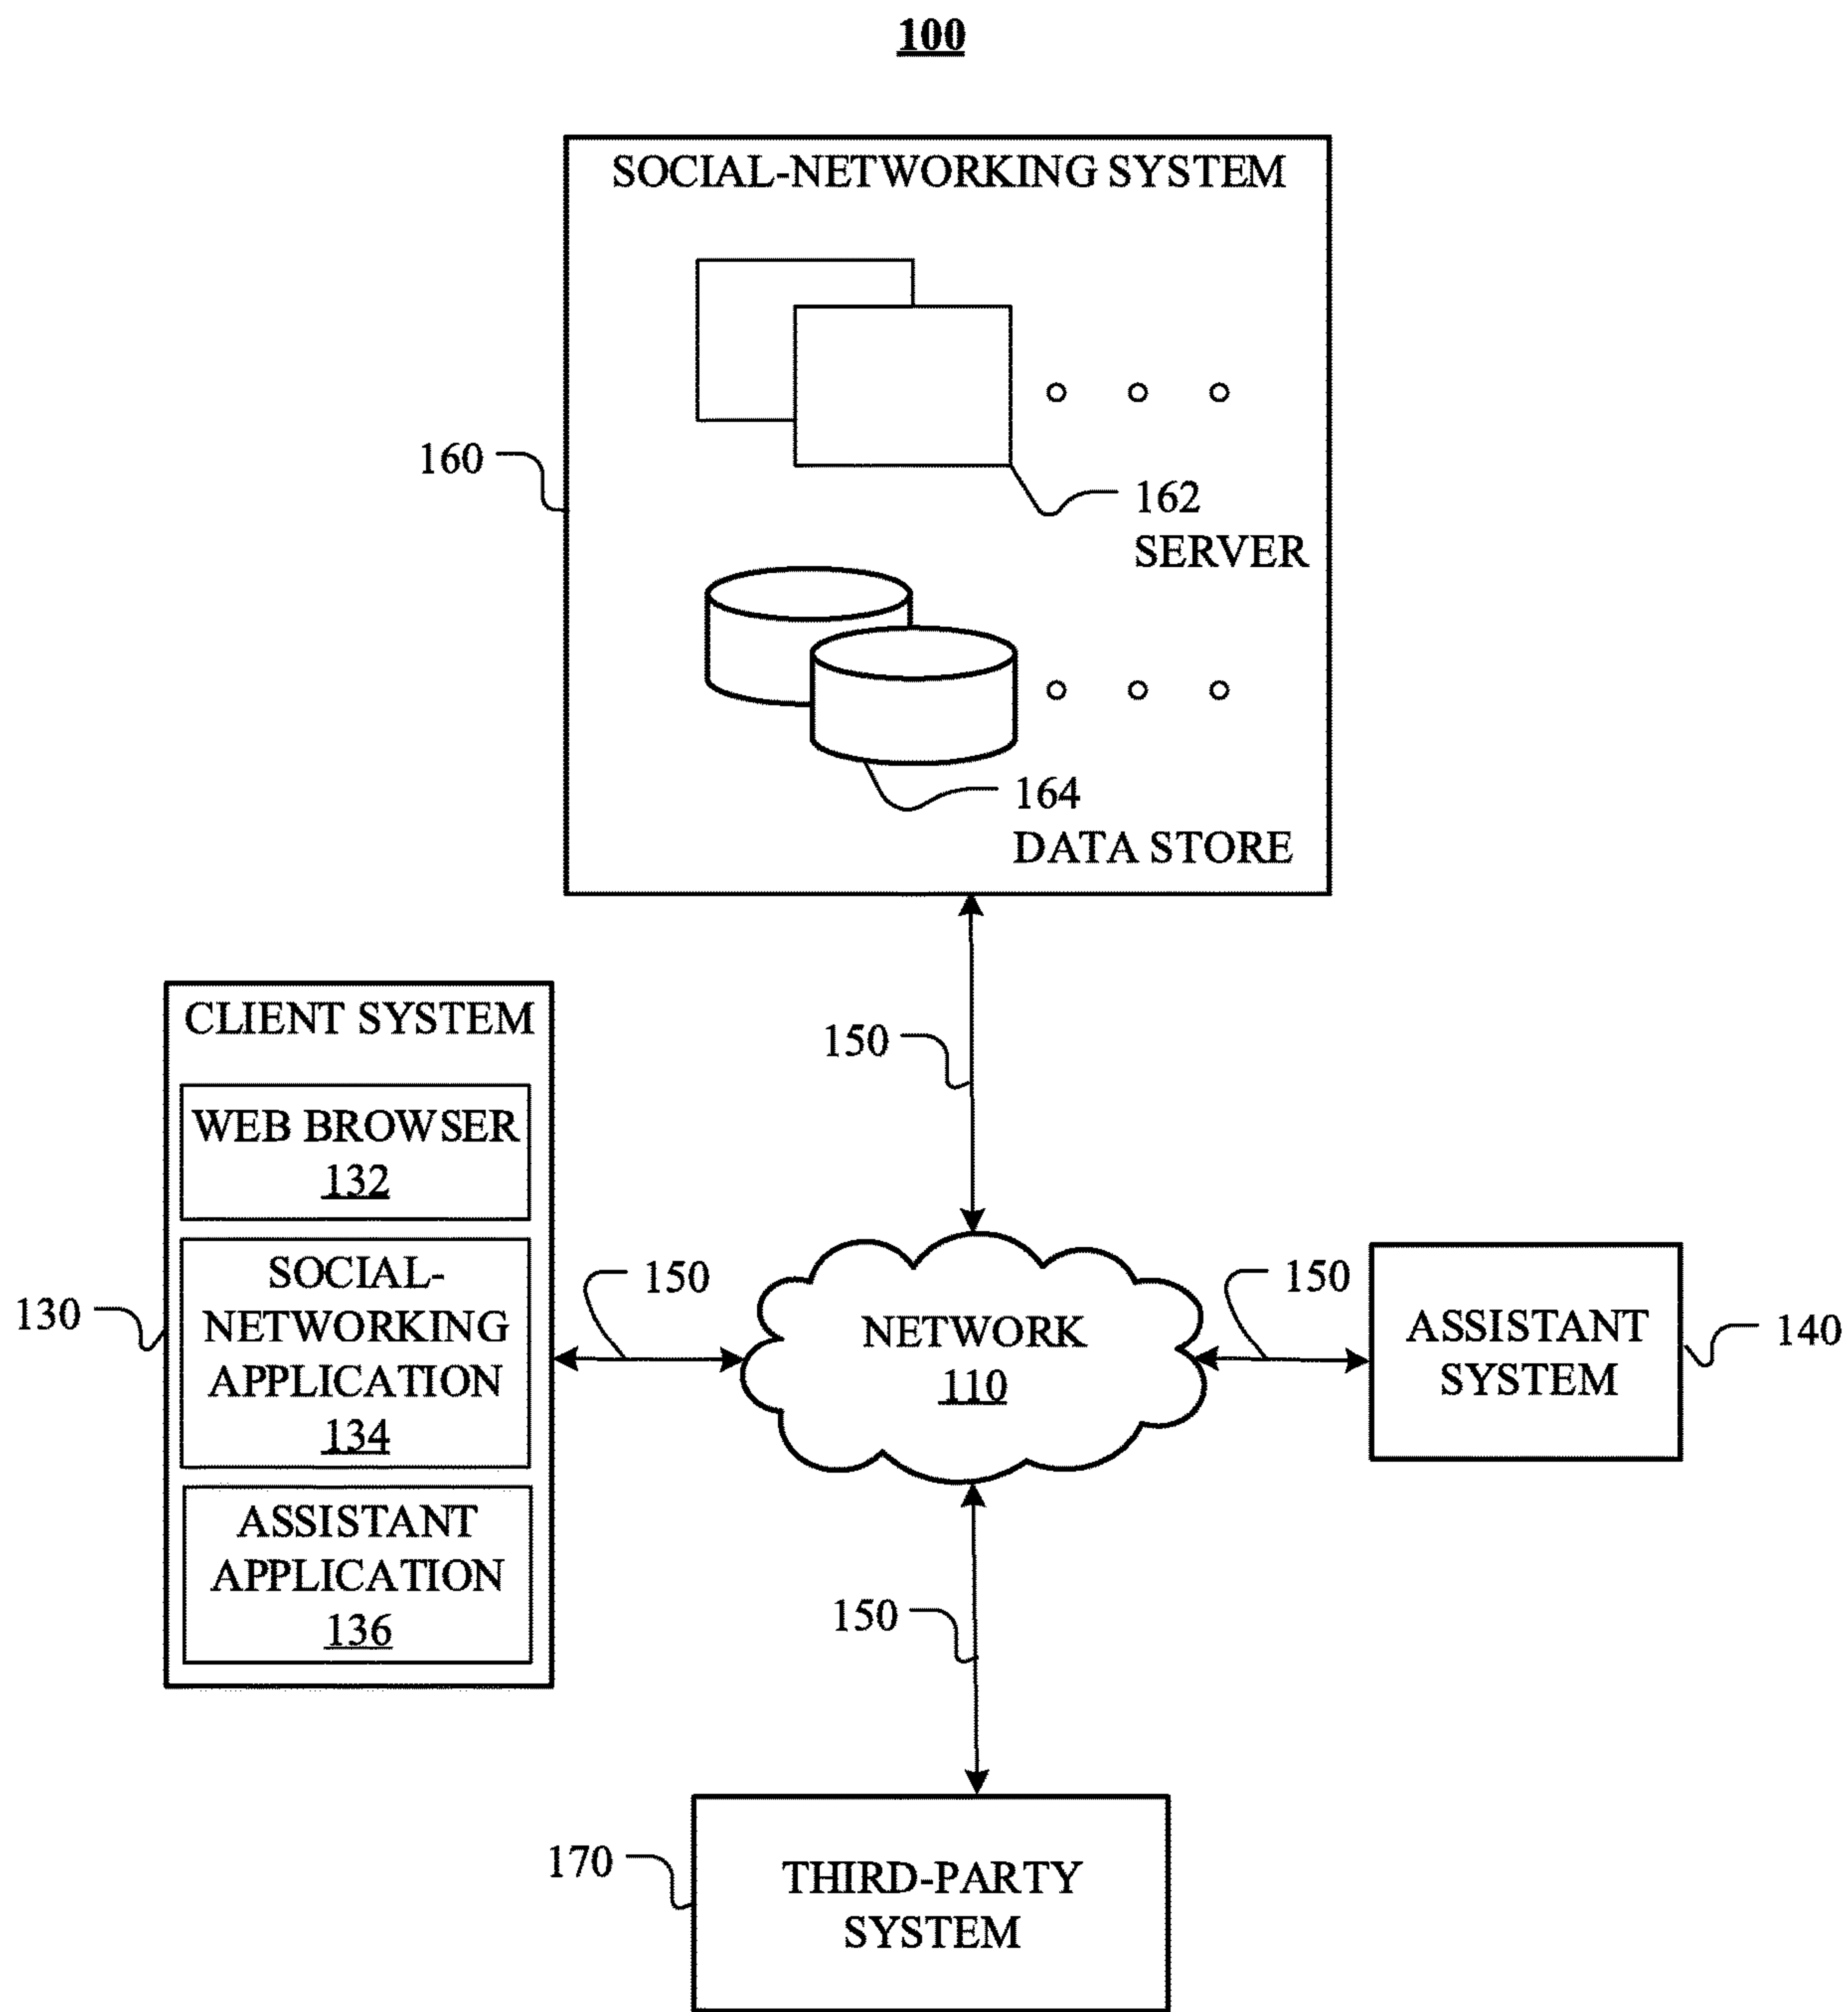 100
SOCIAL-NETWORKING SYSTEM
160
162
SERVER
164
DATA STORE
CLIENT SYSTEM
WEB BROWSER
132
SOCIAL-
NETWORKING
APPLICATION
134
ASSISTANT
APPLICATION
136
130
150
150
NETWORK
110
150
ASSISTANT
SYSTEM
140
150
170
THIRD-PARTY
SYSTEM